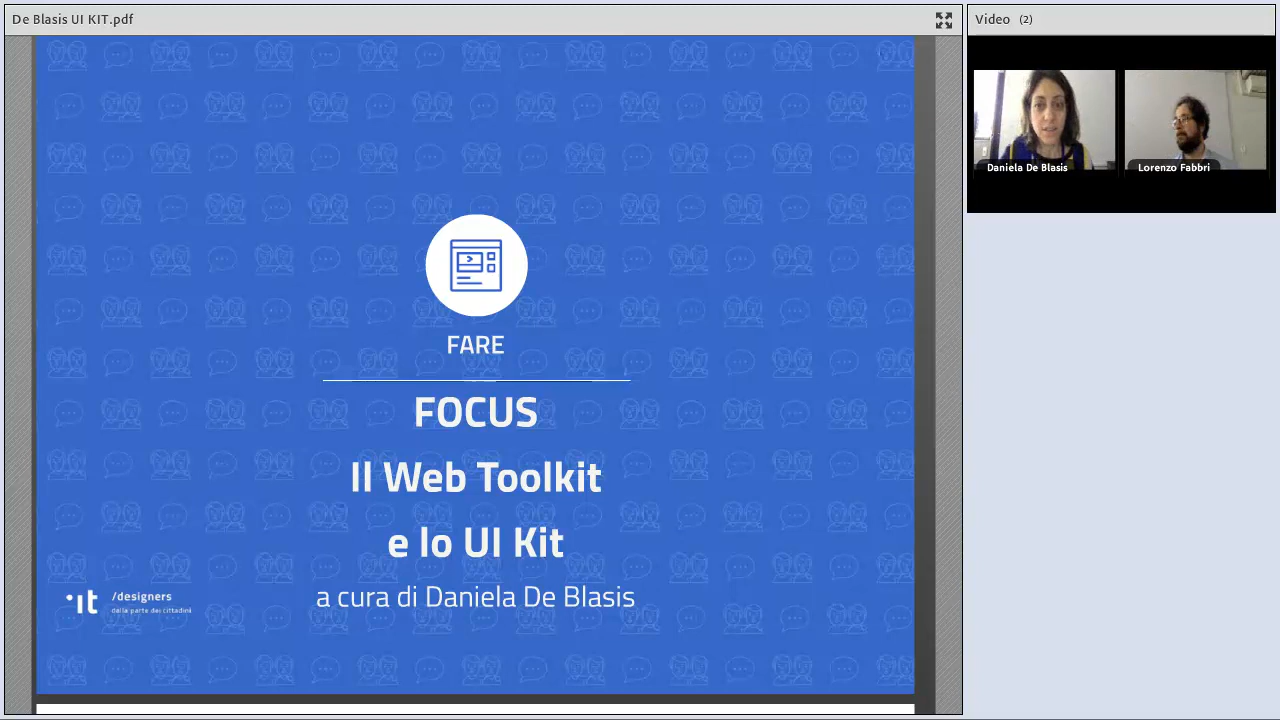 De Blasis UI KIT.pdf
Video (2)
Daniela De Blasis
Lorenzo Fabbri
FARE
FOCUS
Il Web Toolkit
e lo UI Kit
a cura di Daniela De Blasis
it
/designers
dalla parte dei cittadini